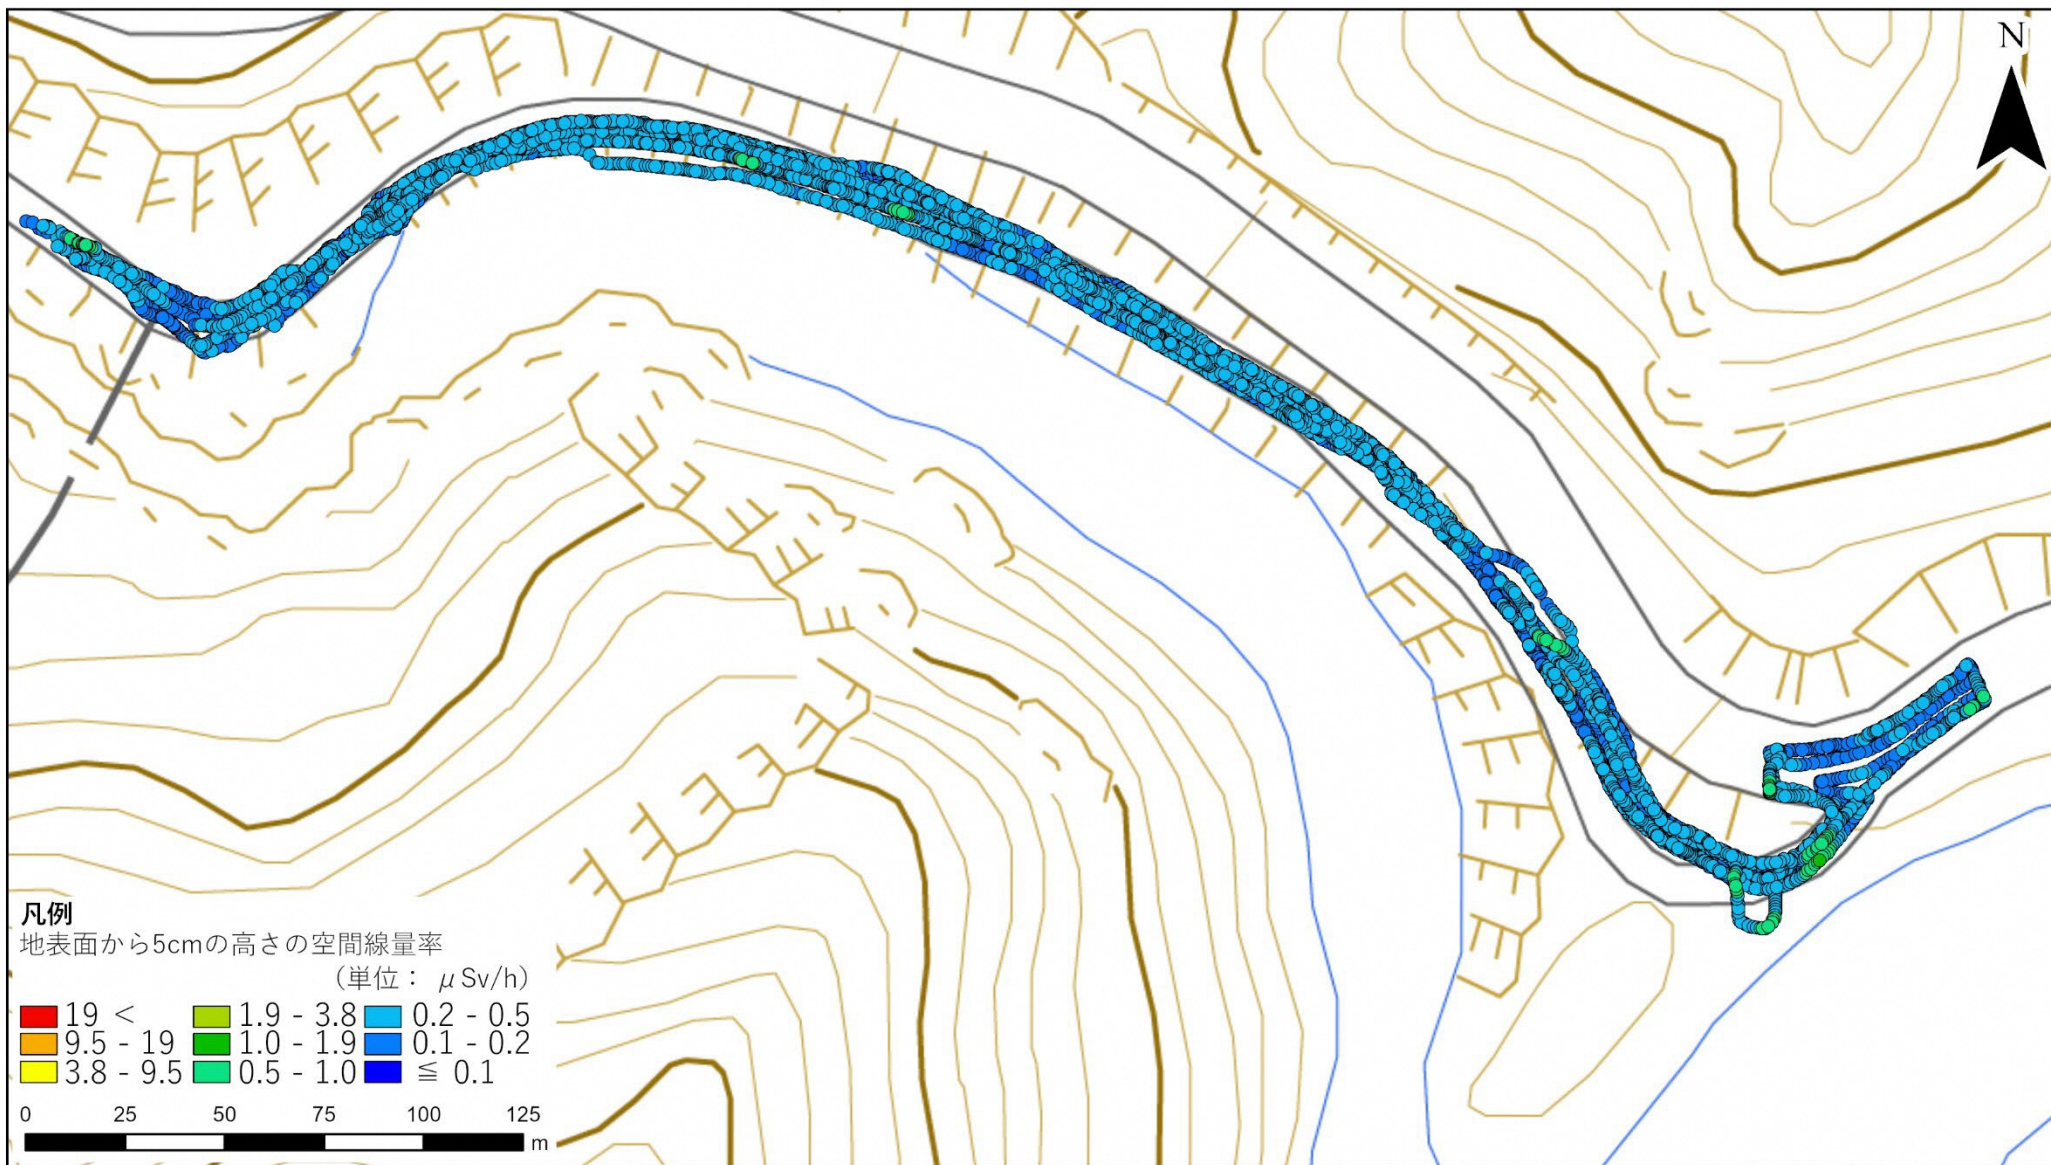 N
凡例
地表面から5cmの高さの空間線量率
(単位： μSv/h)
19 < 1.9 - 3.8 0.2 - 0.5
9.5 - 19 1.0 - 1.9 0.1 - 0.2
3.8 - 9.5 0.5 - 1.0 ≦ 0.1
0 25 50 75 100 125
m